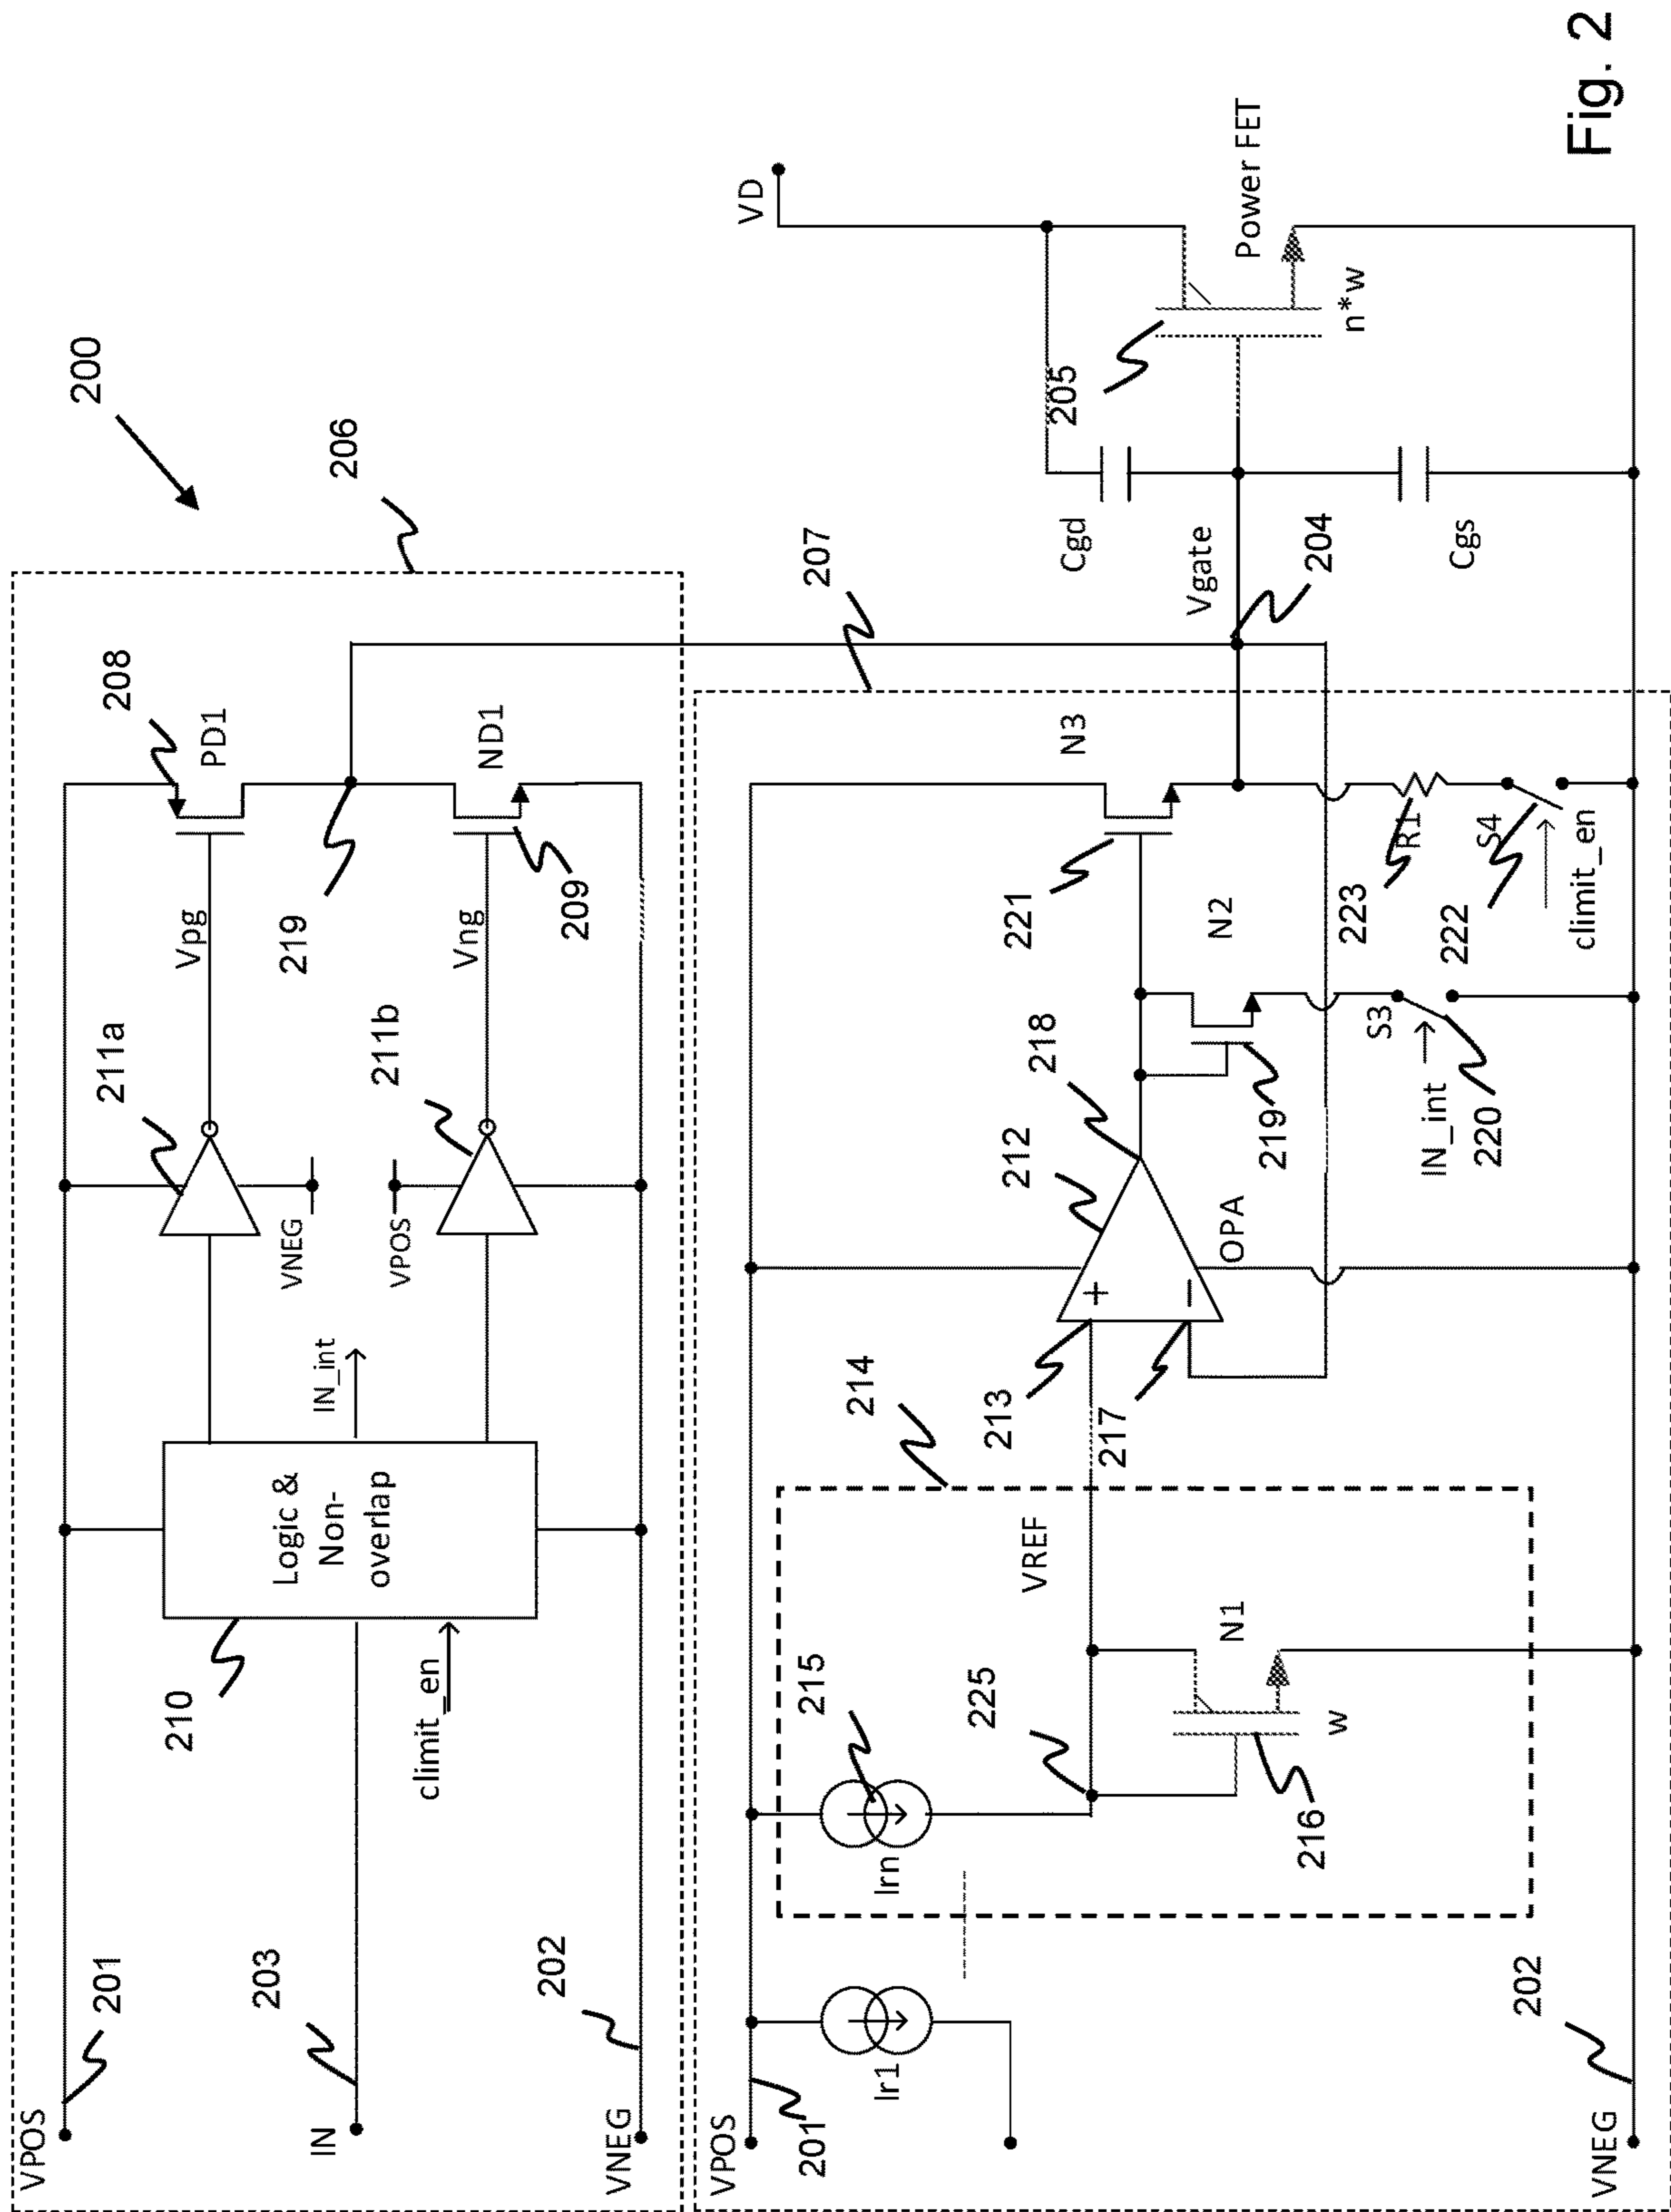 200
206
VPOS
201
IN
203
VNEG
202
210
Logic &
Non-
overlap
climit_en
IN_int
211a
VNEG
211b
VPOS
Vpg
Vng
208
PD1
219
ND1
209
207
VPOS
201
Ir1
Irn
215
214
VREF
225
N1
216
w
213
217
+
−
212
OPA
218
219
N2
IN_int
S3
220
N3
221
R1
223
S4
222
climit_en
VNEG
202
Vgate
204
Cgd
Cgs
VD
205
Power FET
n*w
Fig. 2